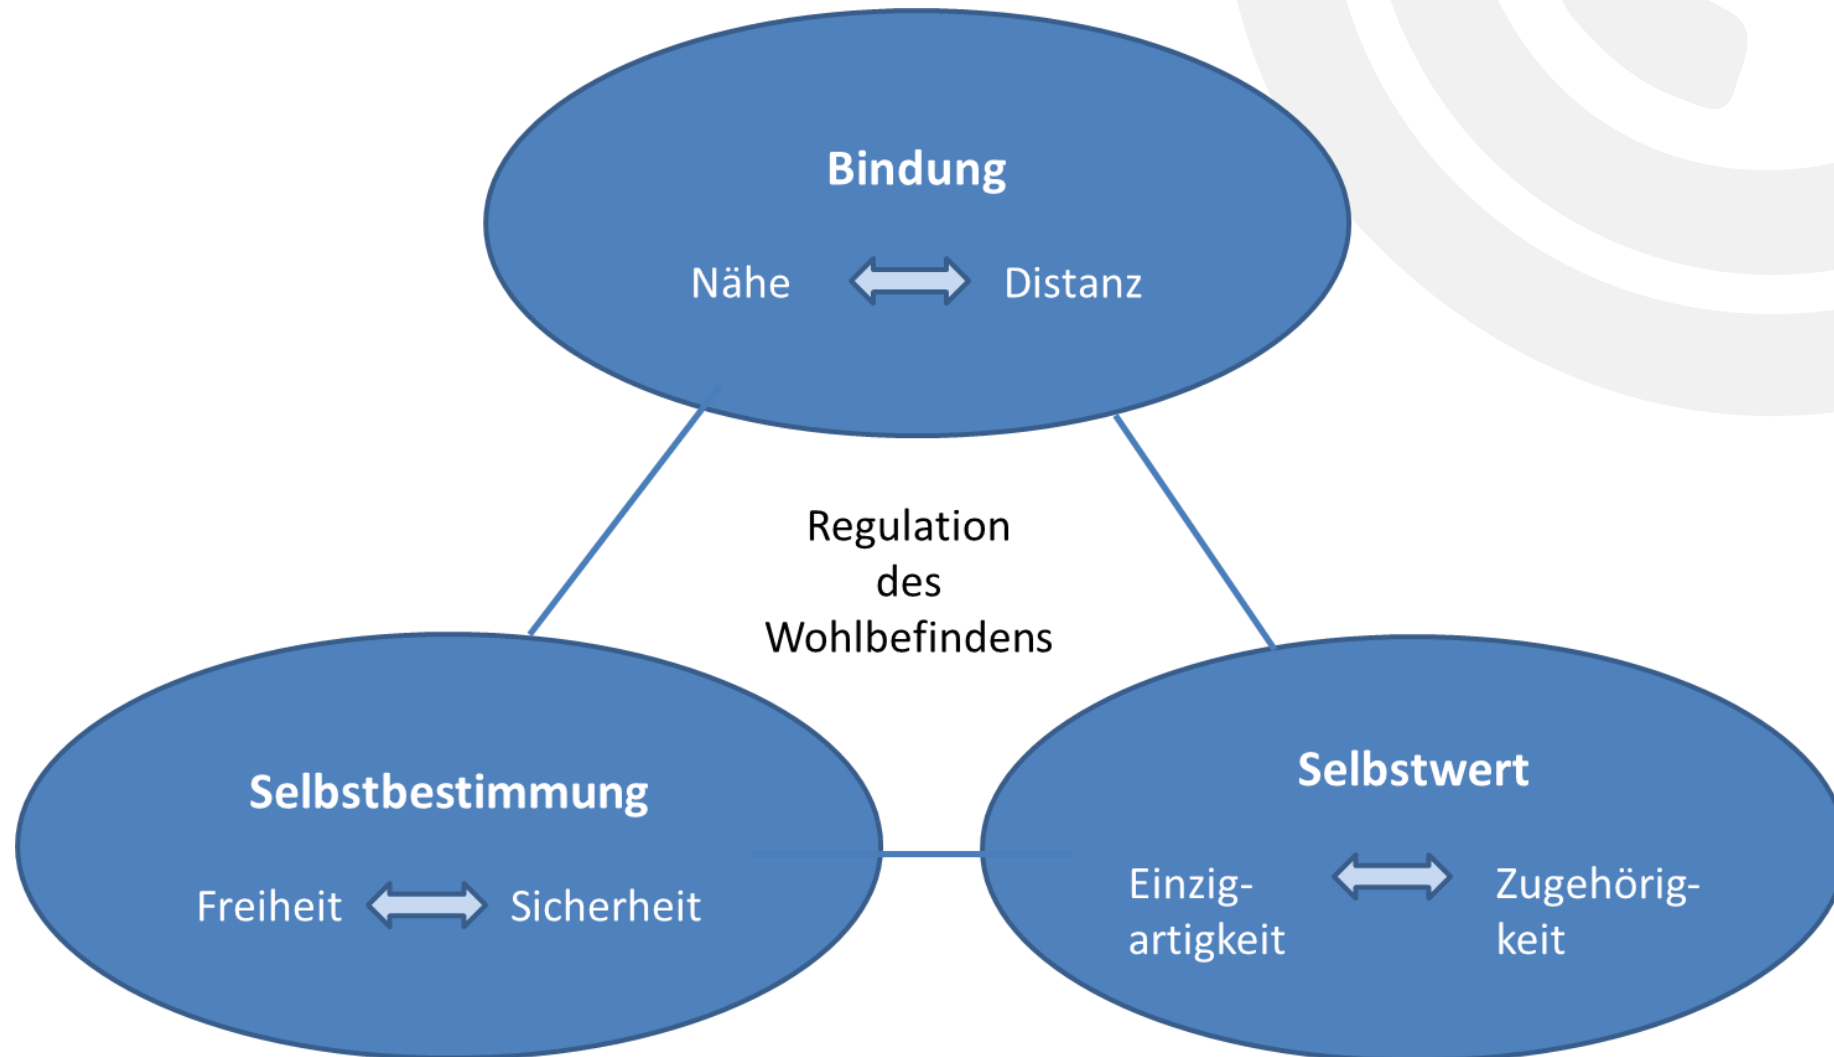 Bindung
Nähe Distanz
Regulation
des
Wohlbefindens
Selbstbestimmung
Freiheit Sicherheit
Selbstwert
Einzig-
artigkeit
Zugehörig-
keit